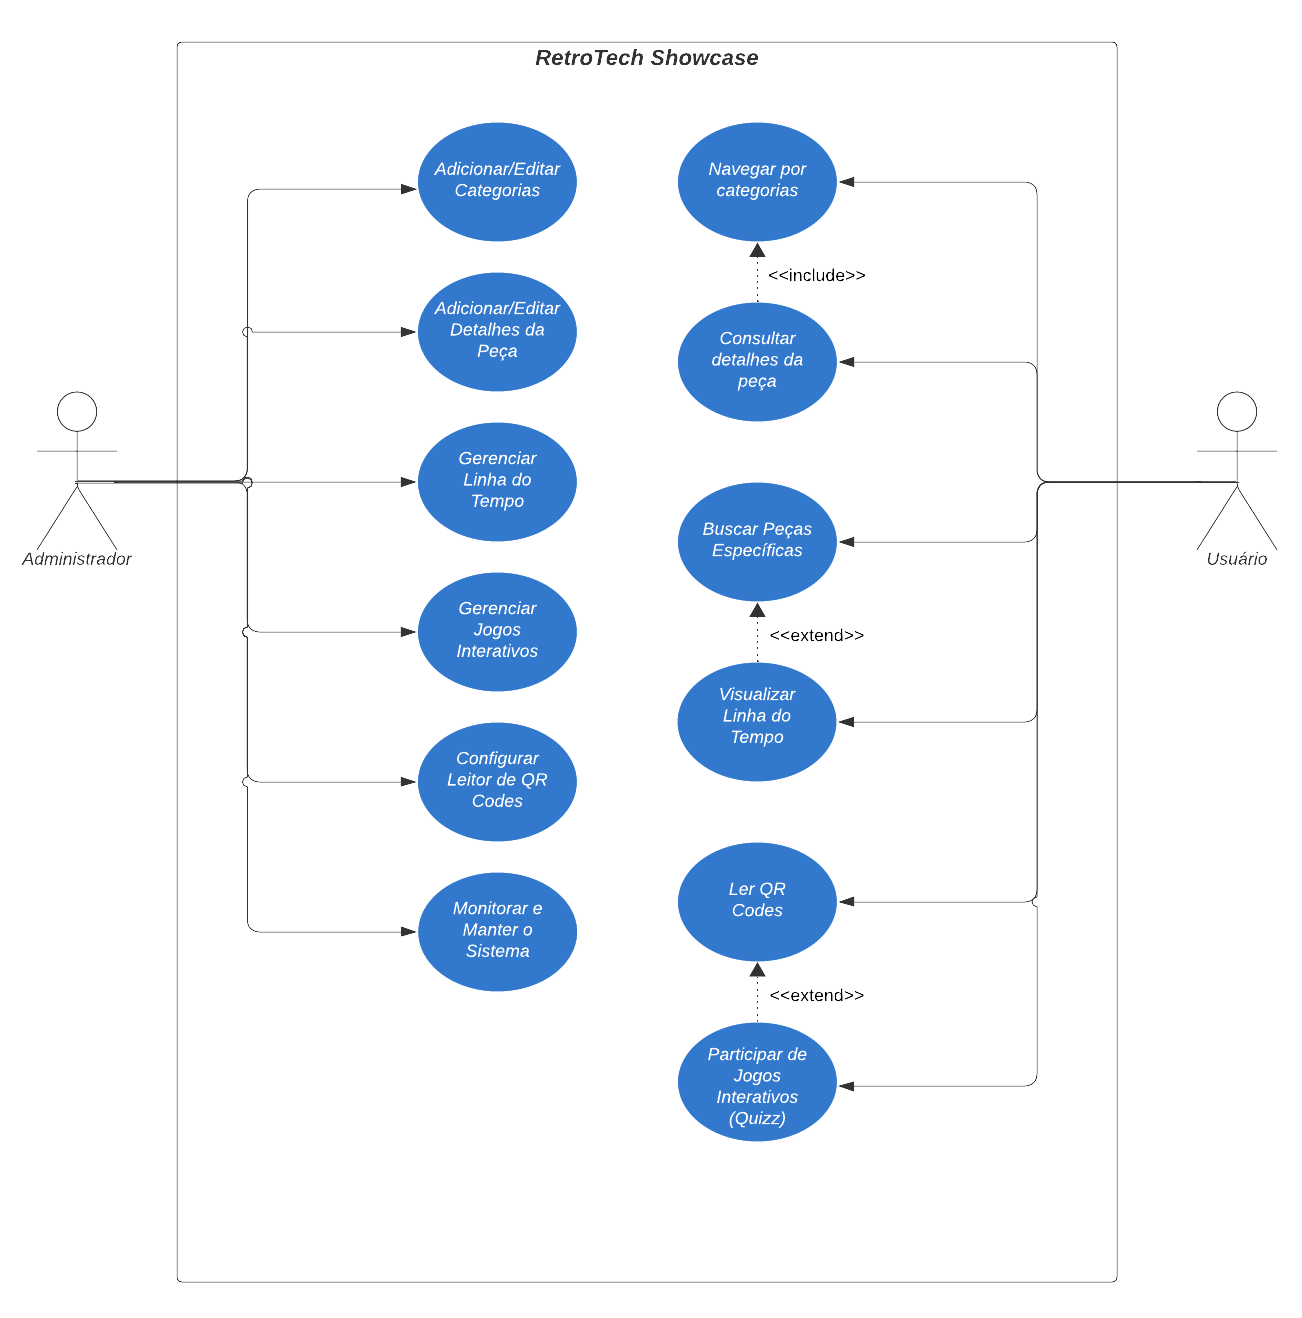 RetroTech Showcase
Adicionar/Editar
Categorias
Adicionar/Editar
Detalhes da
Peça
Gerenciar
Linha do
Tempo
Gerenciar
Jogos
Interativos
Configurar
Leitor de QR
Codes
Monitorar e
Manter o
Sistema
Administrador
Navegar por
categorias
<<include>>
Consultar
detalhes da
peça
Buscar Peças
Específicas
<<extend>>
Visualizar
Linha do
Tempo
Ler QR
Codes
<<extend>>
Participar de
Jogos
Interativos
(Quizz)
Usuário